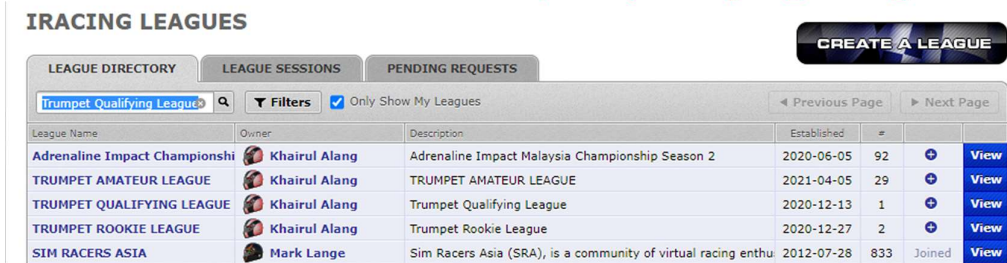 IRACING LEAGUES
CREATE A LEAGUE
LEAGUE DIRECTORY LEAGUE SESSIONS PENDING REQUESTS
Trumpet Qualifying League Filters Only Show My Leagues Previous Page Next Page
League Name Owner Description Established #
Adrenaline Impact Championshi Khairul Alang Adrenaline Impact Malaysia Championship Season 2 2020-06-05 92 View
TRUMPET AMATEUR LEAGUE Khairul Alang TRUMPET AMATEUR LEAGUE 2021-04-05 29 View
TRUMPET QUALIFYING LEAGUE Khairul Alang Trumpet Qualifying League 2020-12-13 1 View
TRUMPET ROOKIE LEAGUE Khairul Alang Trumpet Rookie League 2020-12-27 2 View
SIM RACERS ASIA Mark Lange Sim Racers Asia (SRA), is a community of virtual racing enthu 2012-07-28 833 Joined View